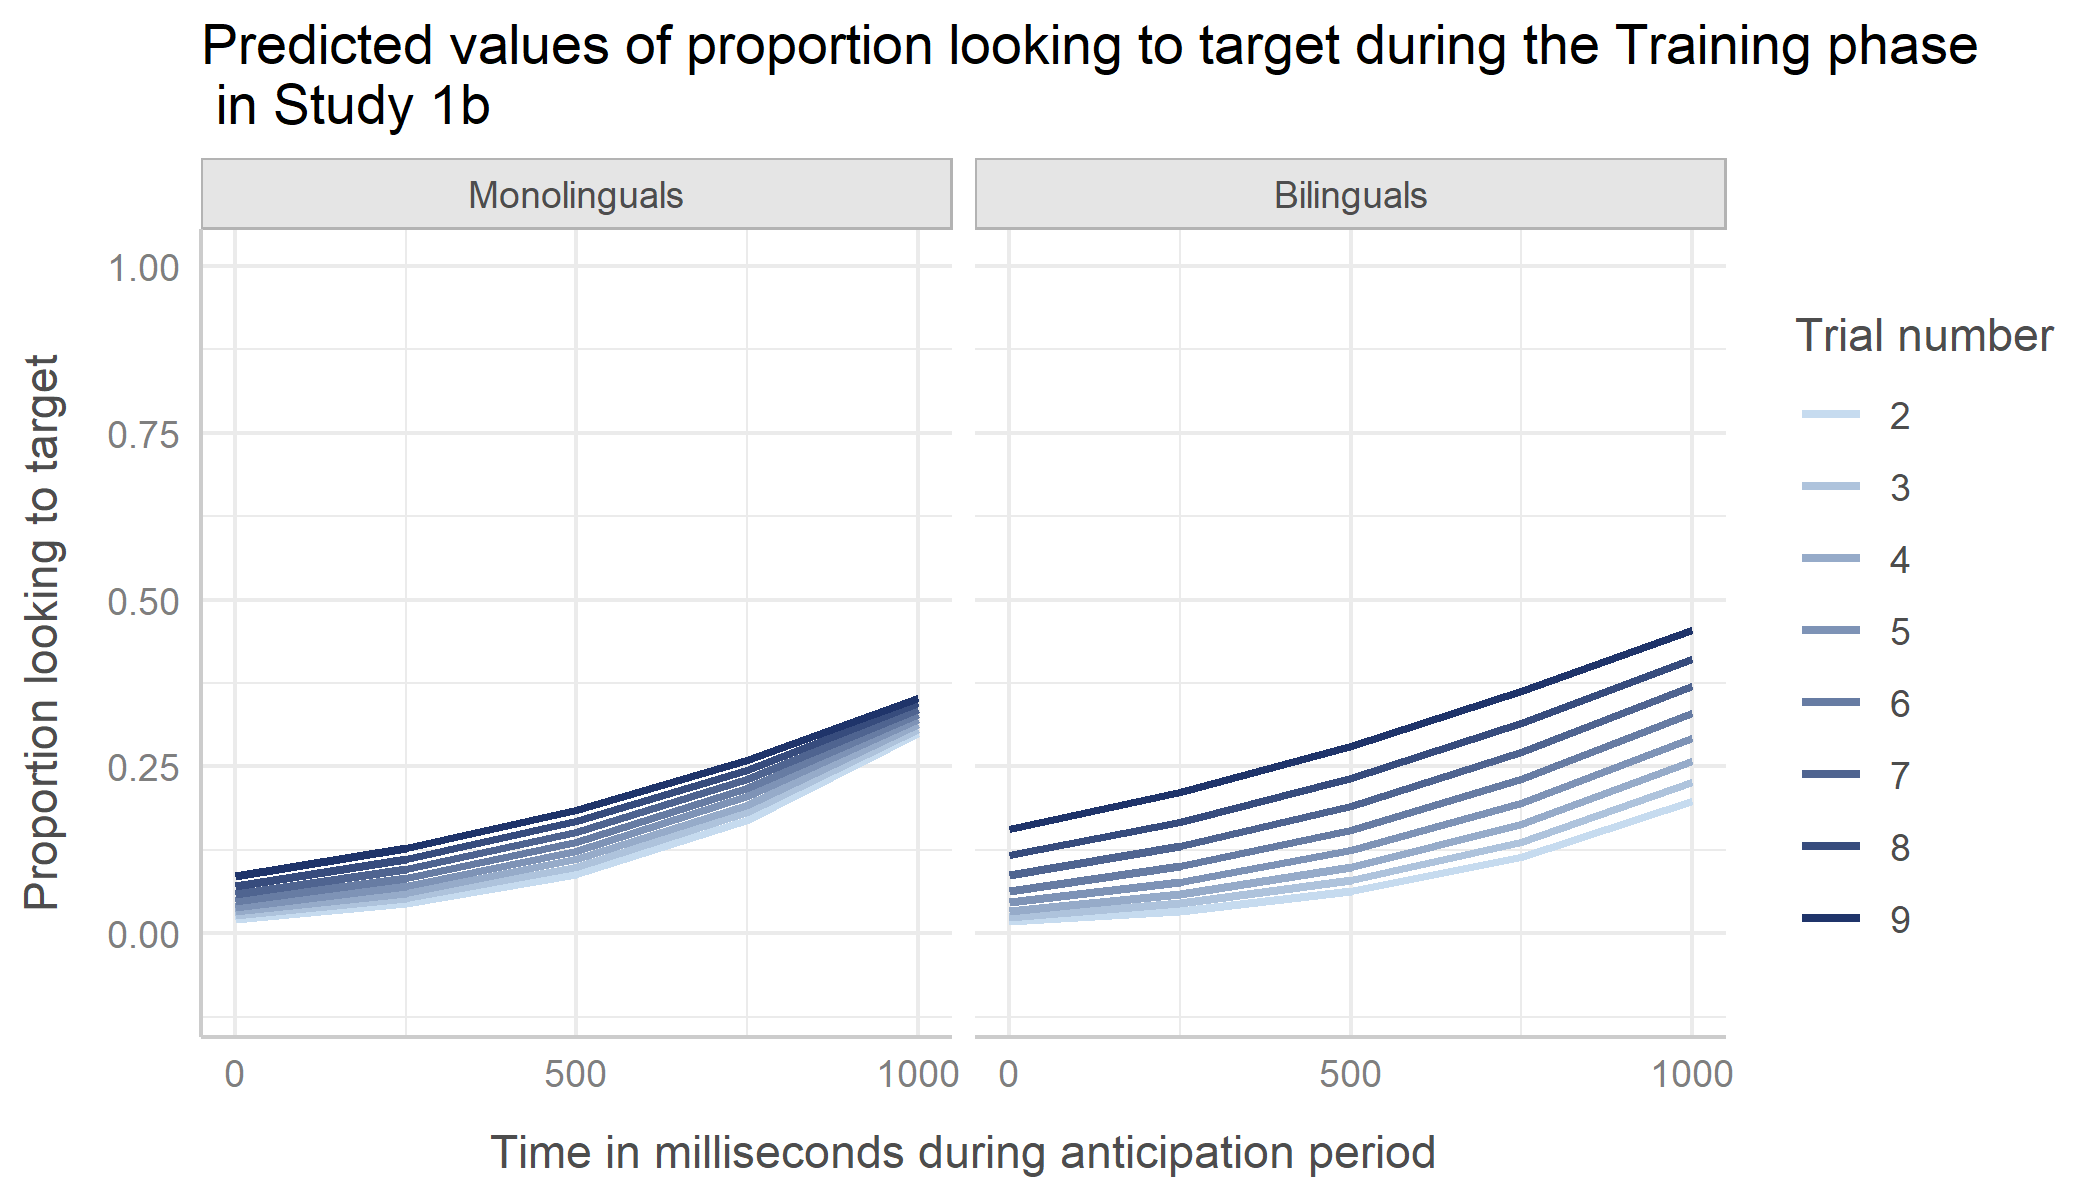 Predicted values of proportion looking to target during the Training phase
in Study 1b
Monolinguals
Bilinguals
1.00
0.75
0.50
0.25
0.00
Proportion looking to target
0
500
1000
0
500
1000
Time in milliseconds during anticipation period
Trial number
2
3
4
5
6
7
8
9